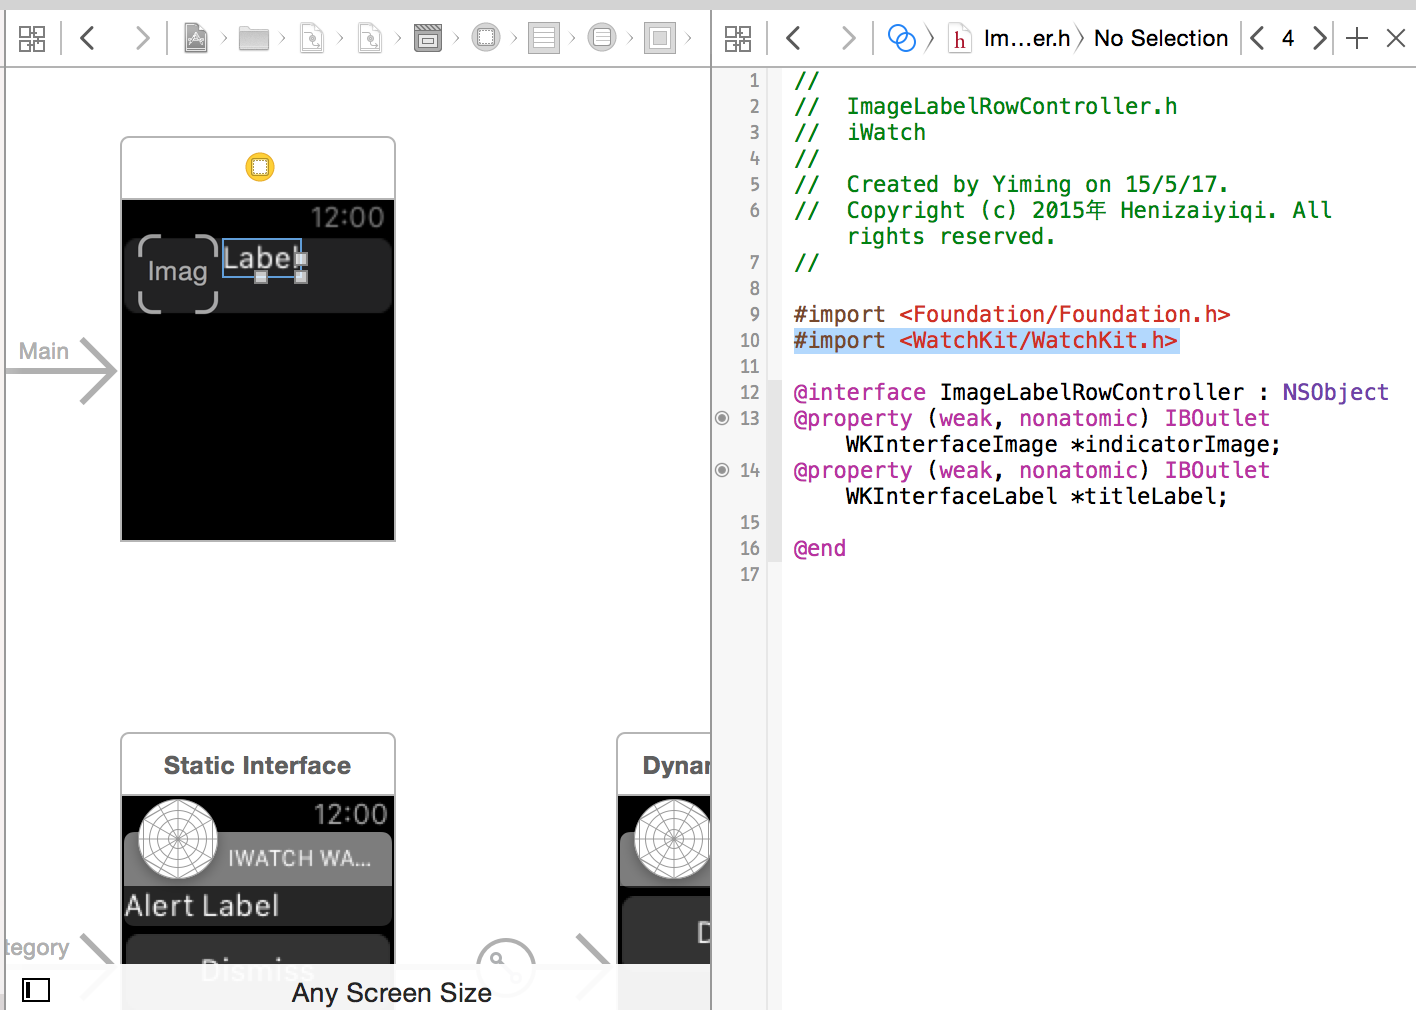 h Im...er.h No Selection 4
12:00
Imag Label
Main
Static Interface
12:00
IWATCH WA...
Alert Label
Dismiss
tegory
Dynar
D
Any Screen Size
1 //
2 //  ImageLabelRowController.h
3 //  iWatch
4 //
5 //  Created by Yiming on 15/5/17.
6 //  Copyright (c) 2015年 Henizaiyiqi. All
rights reserved.
7 //
8
9 #import <Foundation/Foundation.h>
10 #import <WatchKit/WatchKit.h>
11
12 @interface ImageLabelRowController : NSObject
13 @property (weak, nonatomic) IBOutlet
WKInterfaceImage *indicatorImage;
14 @property (weak, nonatomic) IBOutlet
WKInterfaceLabel *titleLabel;
15
16 @end
17